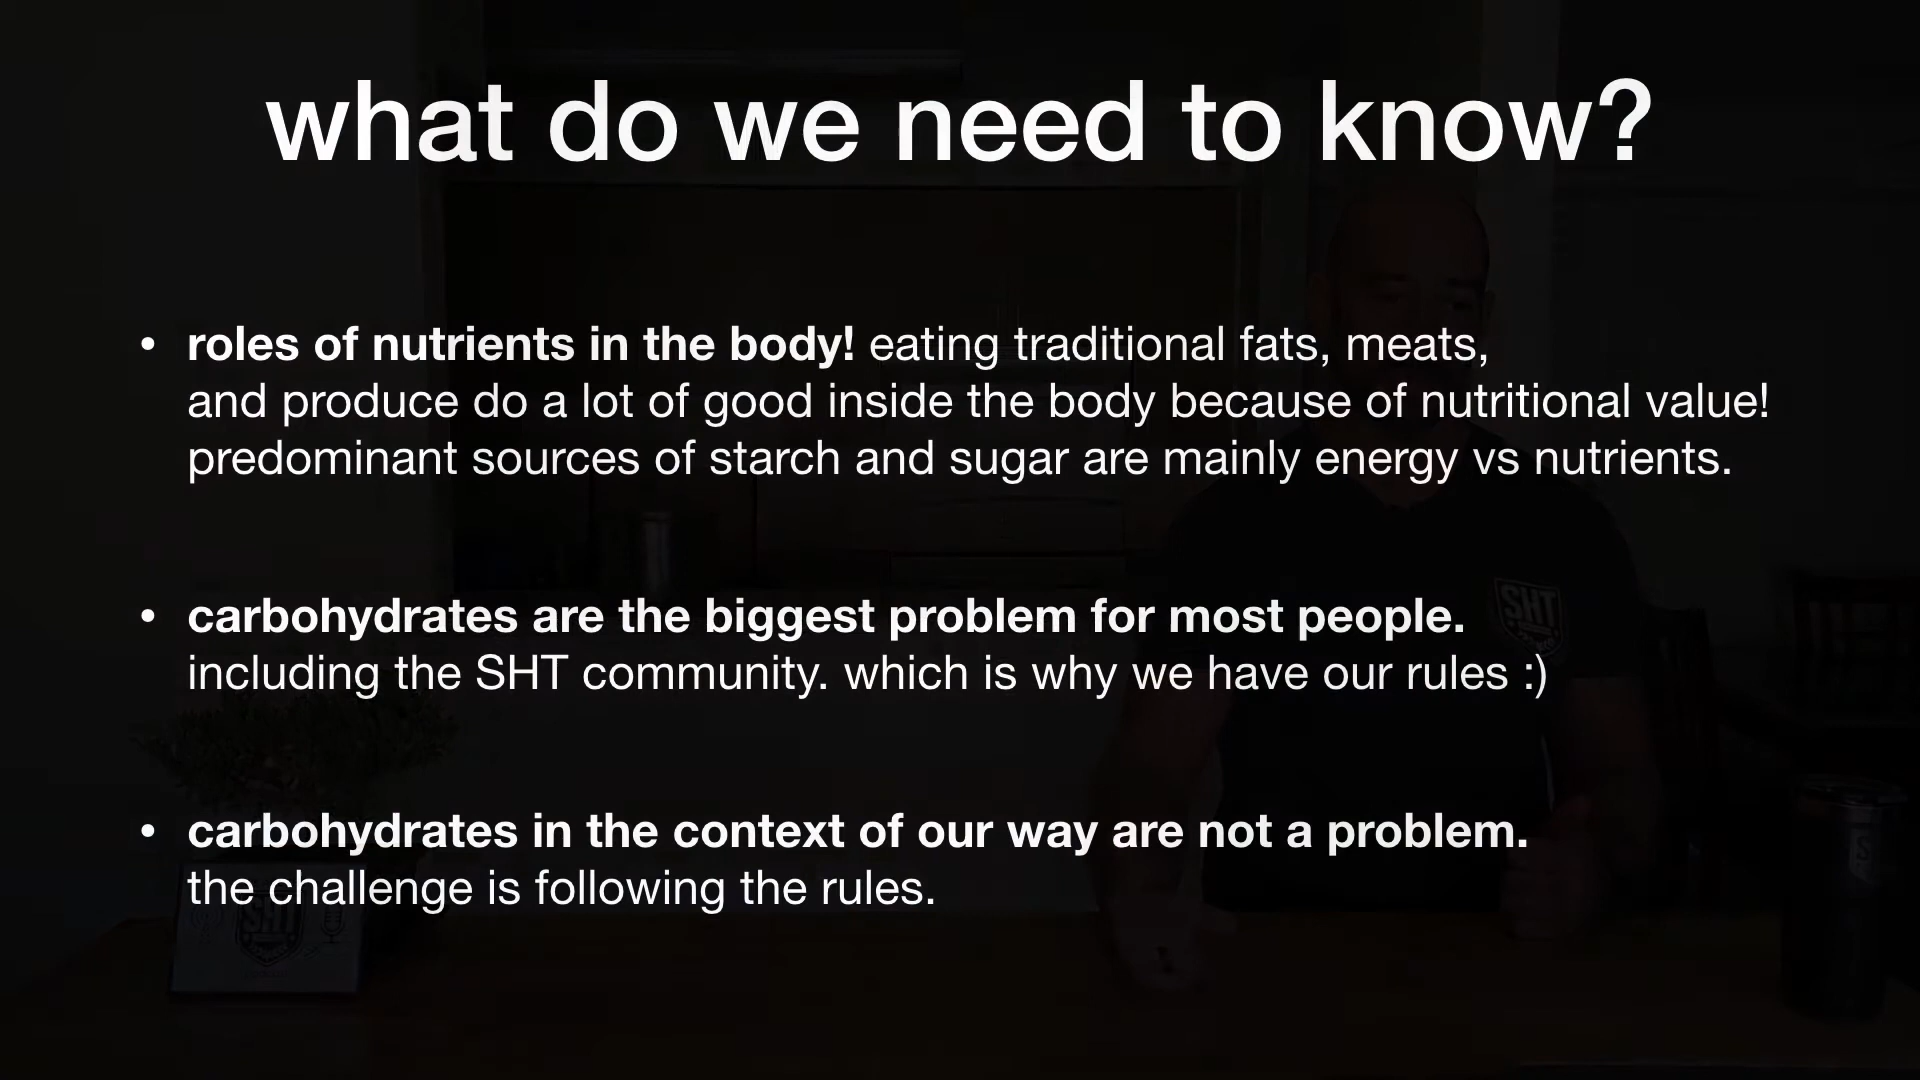 what do we need to know?
• roles of nutrients in the body! eating traditional fats, meats,
and produce do a lot of good inside the body because of nutritional value!
predominant sources of starch and sugar are mainly energy vs nutrients.
• carbohydrates are the biggest problem for most people.
including the SHT community. which is why we have our rules :)
• carbohydrates in the context of our way are not a problem.
the challenge is following the rules.
SHT
SHT